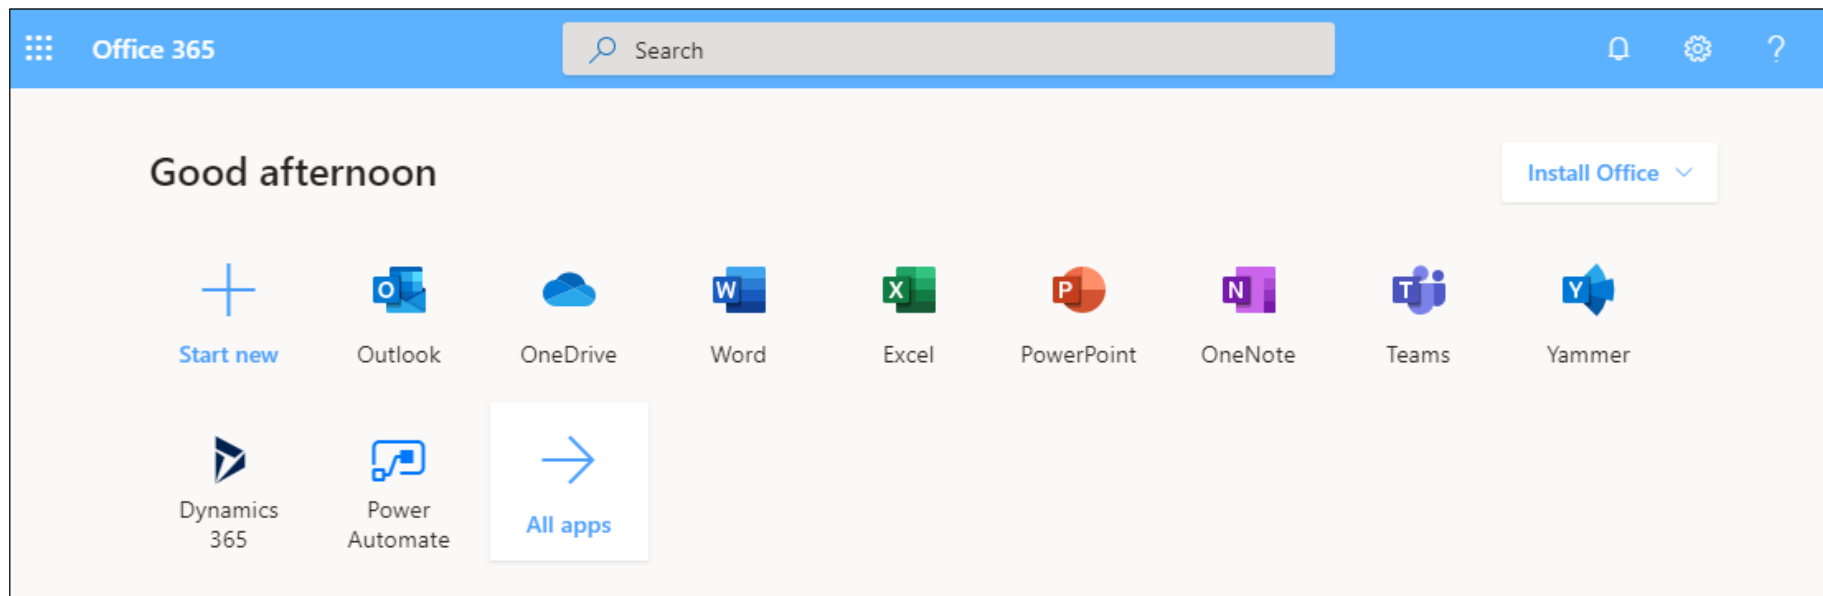 Office 365
Search
?
Good afternoon
Install Office
Start new
O
Outlook
OneDrive
W
Word
X
Excel
P
PowerPoint
N
OneNote
T
Teams
Y
Yammer
Dynamics
365
Power
Automate
All apps